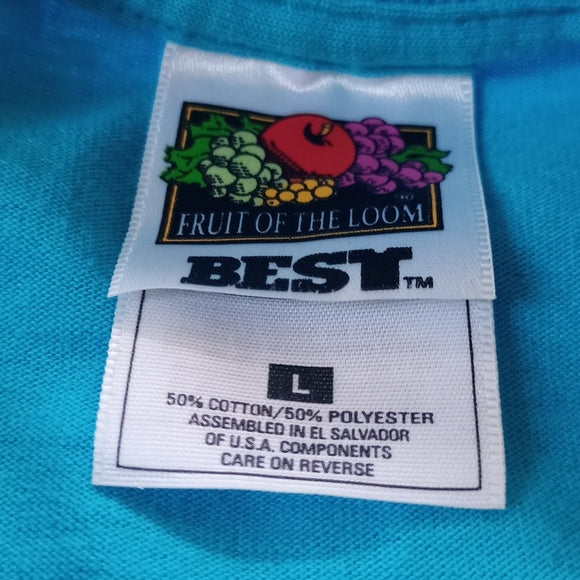 FRUIT OF THE LOOM
BEST™
L
50% COTTON/50% POLYESTER
ASSEMBLED IN EL SALVADOR
OF U.S.A. COMPONENTS
CARE ON REVERSE